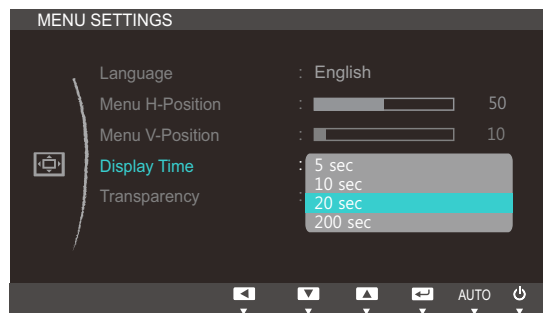 MENU SETTINGS
Language : English
Menu H-Position : 50
Menu V-Position : 10
Display Time : 5 sec
10 sec
20 sec
200 sec
Transparency :
AUTO